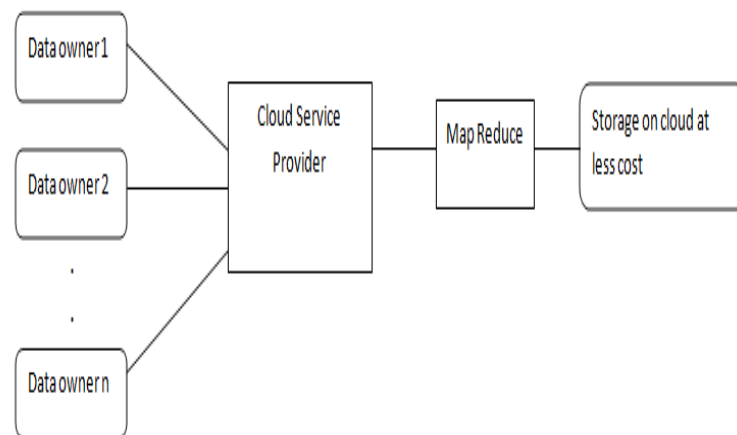 Data owner 1
Cloud Service
Provider
Map Reduce
Storage on cloud at
less cost
Data owner 2
.
.
Data owner n